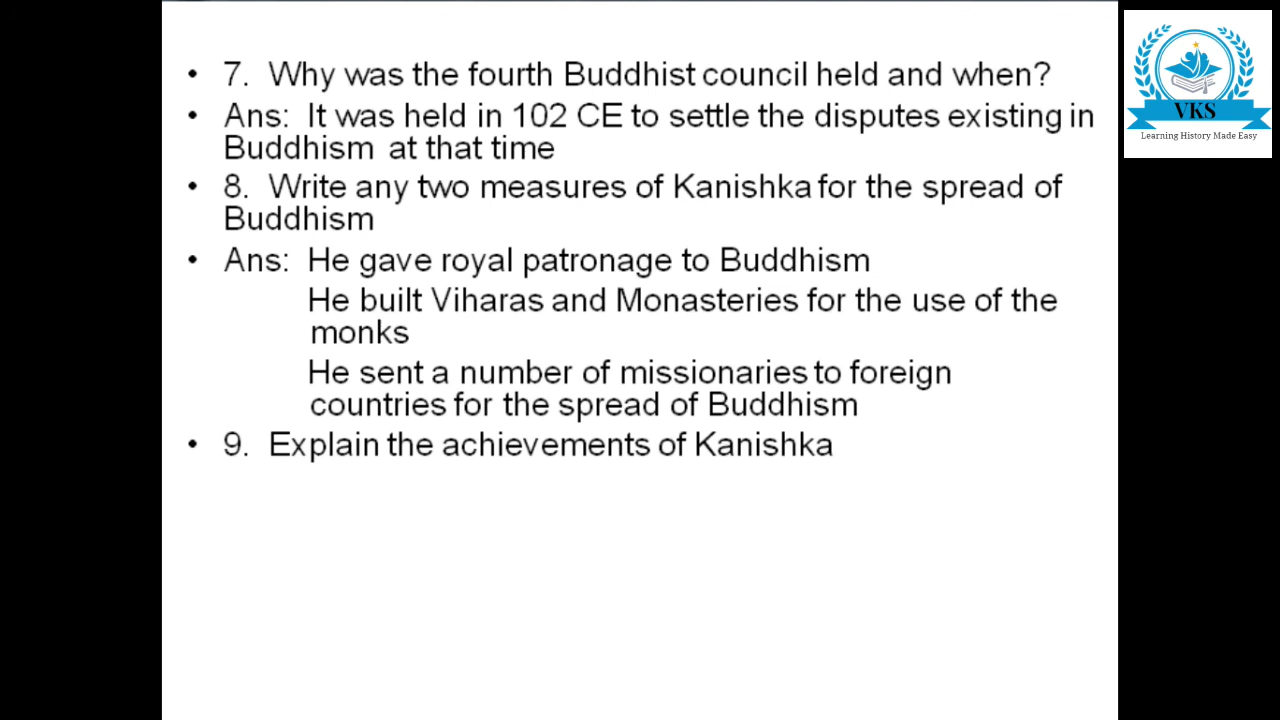 • 7. Why was the fourth Buddhist council held and when?
• Ans: It was held in 102 CE to settle the disputes existing in
Buddhism at that time
• 8. Write any two measures of Kanishka for the spread of
Buddhism
• Ans: He gave royal patronage to Buddhism
He built Viharas and Monasteries for the use of the
monks
He sent a number of missionaries to foreign
countries for the spread of Buddhism
• 9. Explain the achievements of Kanishka
VKS
Learning History Made Easy